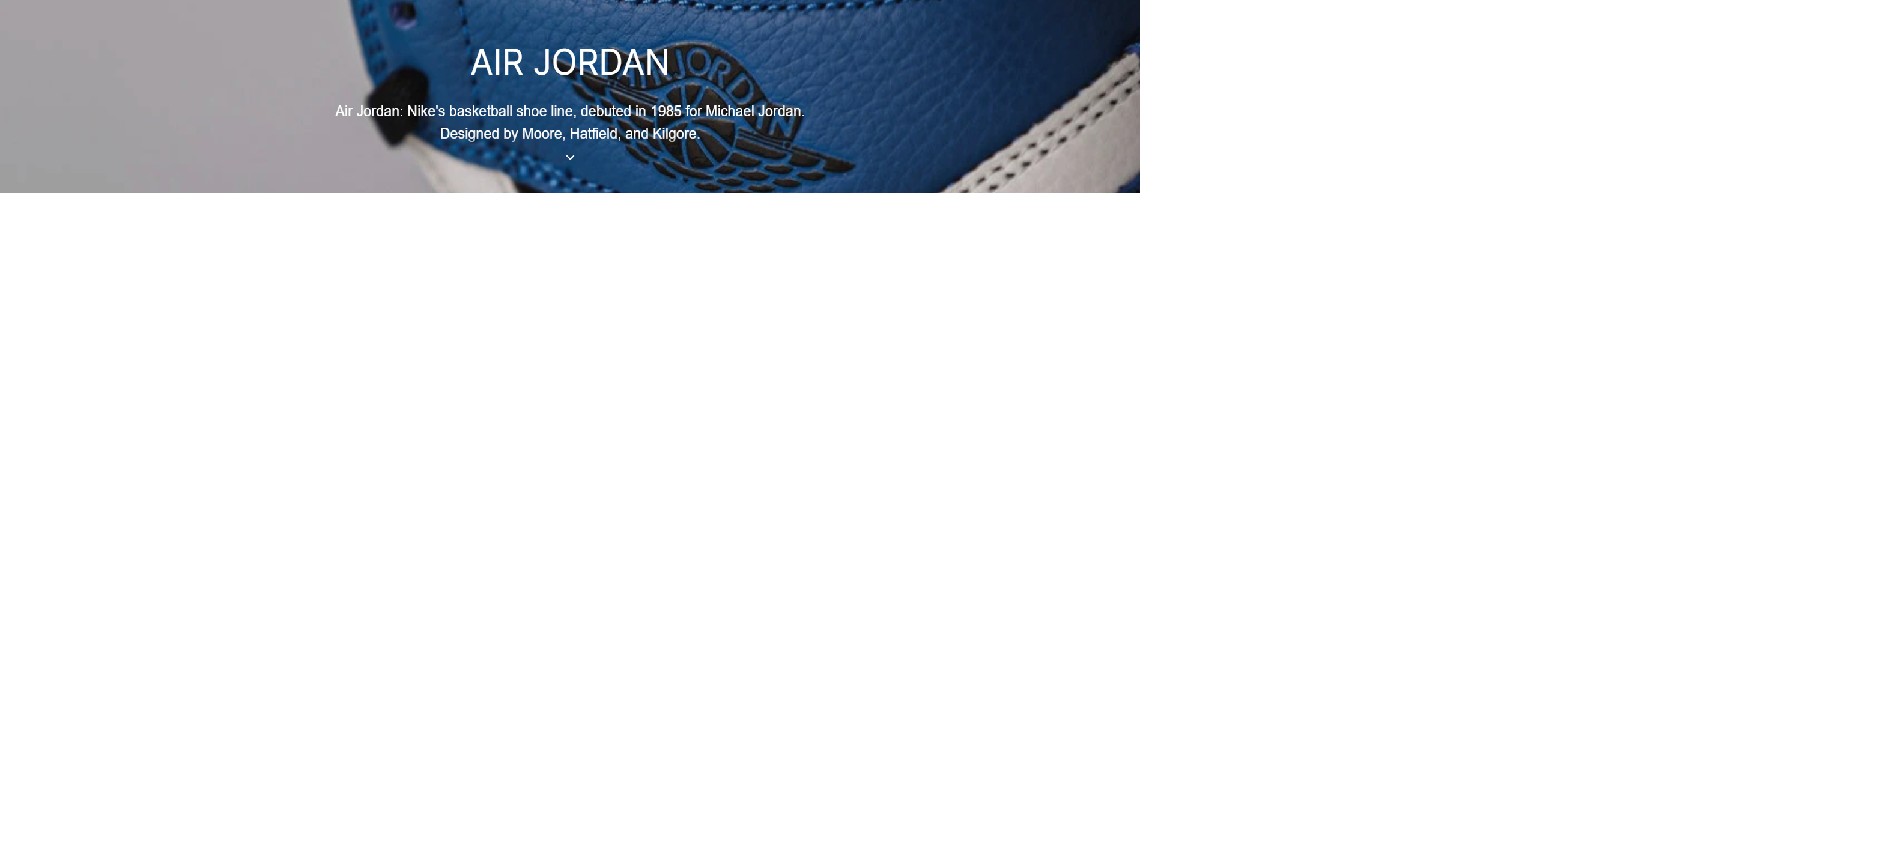 AIR JORDAN
Air Jordan: Nike's basketball shoe line, debuted in 1985 for Michael Jordan.
Designed by Moore, Hatfield, and Kilgore.
AIR JORDAN